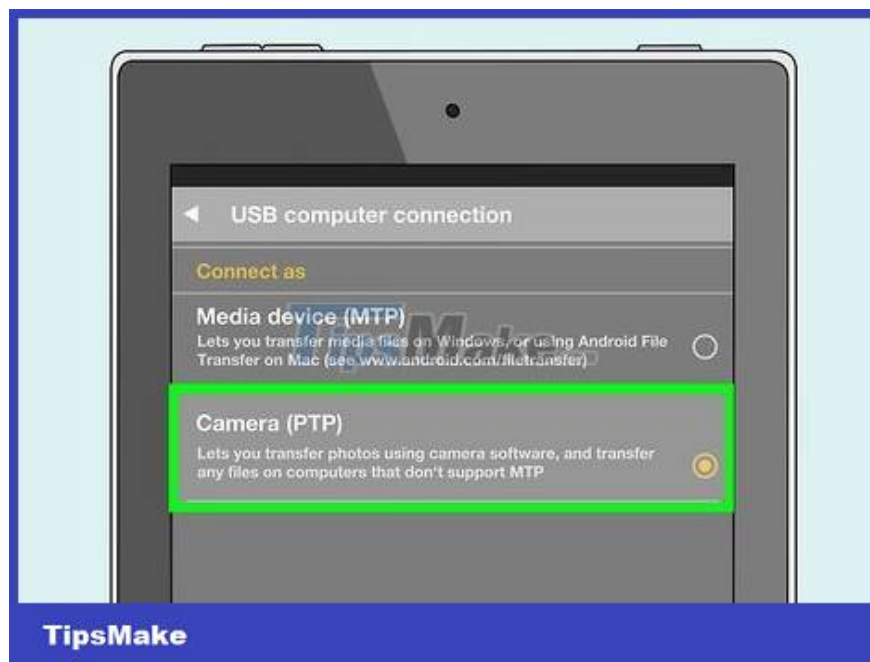 USB computer connection
Connect as
Media device (MTP)
Lets you transfer media files on Windows, or using Android File
Transfer on Mac (see www.android.com/filetransfer)
TipsMake
Camera (PTP)
Lets you transfer photos using camera software, and transfer
any files on computers that don't support MTP
TipsMake